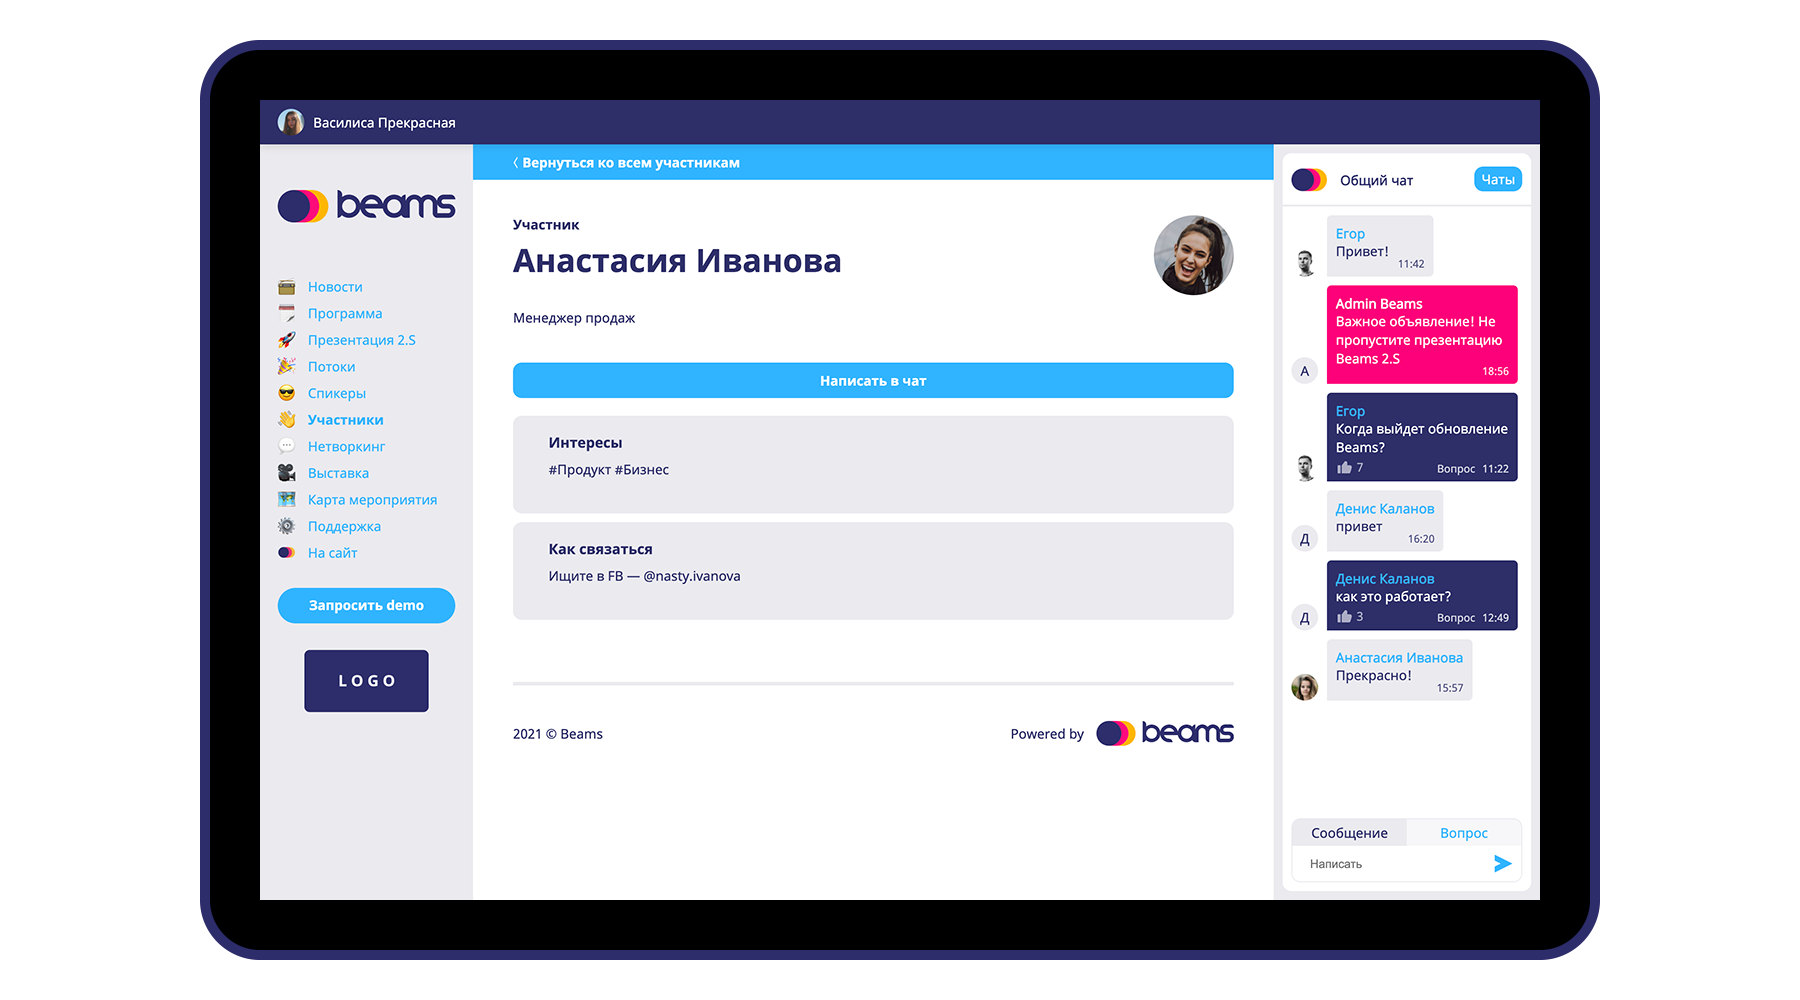 Василиса Прекрасная
beams
Новости
Программа
Презентация 2.S
Потоки
Спикеры
Участники
Нетворкинг
Выставка
Карта мероприятия
Поддержка
На сайт
Запросить demo
LOGO
Вернуться ко всем участникам
Участник
Анастасия Иванова
Менеджер продаж
Написать в чат
Интересы
#Продукт #Бизнес
Как связаться
Ищите в FB — @nasty.ivanova
2021 © Beams
Powered by beams
Общий чат
Чаты
Егор
Привет!
11:42
Admin Beams
Важное объявление! Не
пропустите презентацию
Beams 2.S
18:56
А
Егор
Когда выйдет обновление
Beams?
7 Вопрос 11:22
Денис Каланов
привет
16:20
Д
Денис Каланов
как это работает?
3 Вопрос 12:49
Д
Анастасия Иванова
Прекрасно!
15:57
Сообщение
Вопрос
Написать